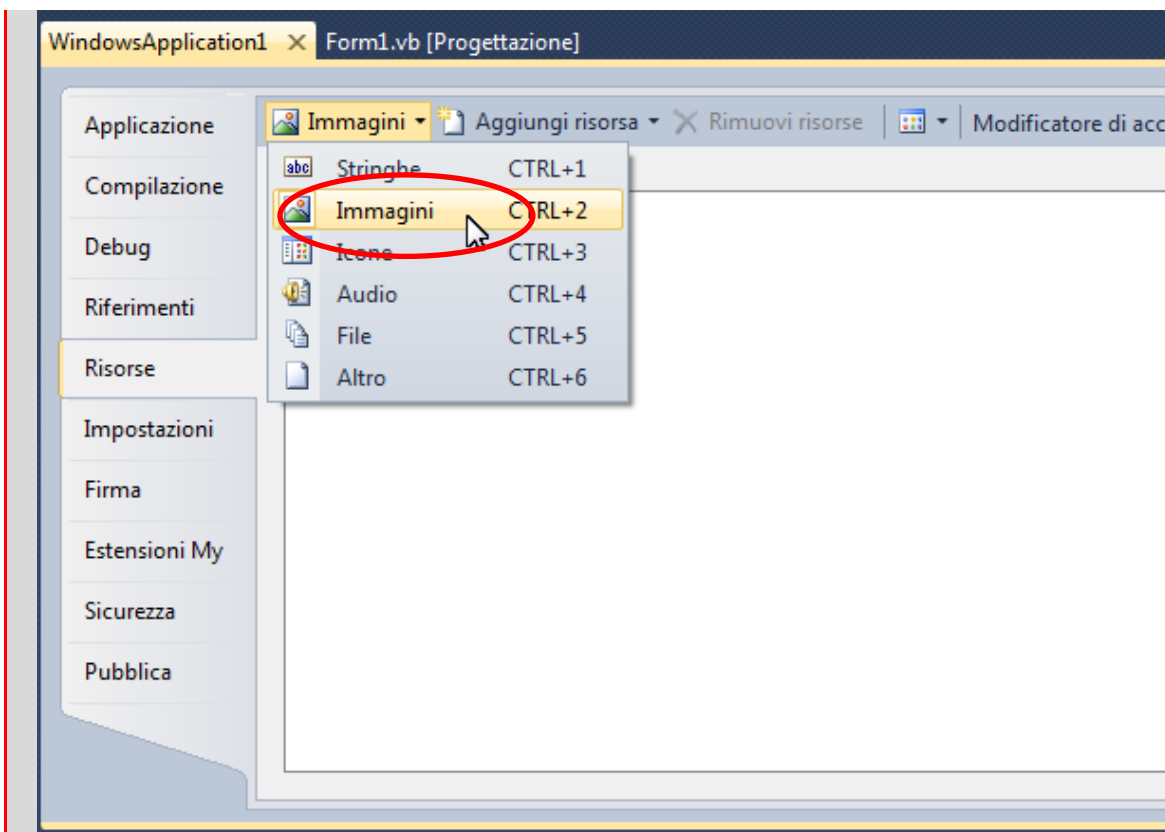 WindowsApplication1 Form1.vb [Progettazione]
Immagini Aggiungi risorsa Rimuovi risorse Modificatore di acc
abc Stringhe CTRL+1
Immagini CTRL+2
Icone CTRL+3
Audio CTRL+4
File CTRL+5
Altro CTRL+6
Applicazione
Compilazione
Debug
Riferimenti
Risorse
Impostazioni
Firma
Estensioni My
Sicurezza
Pubblica